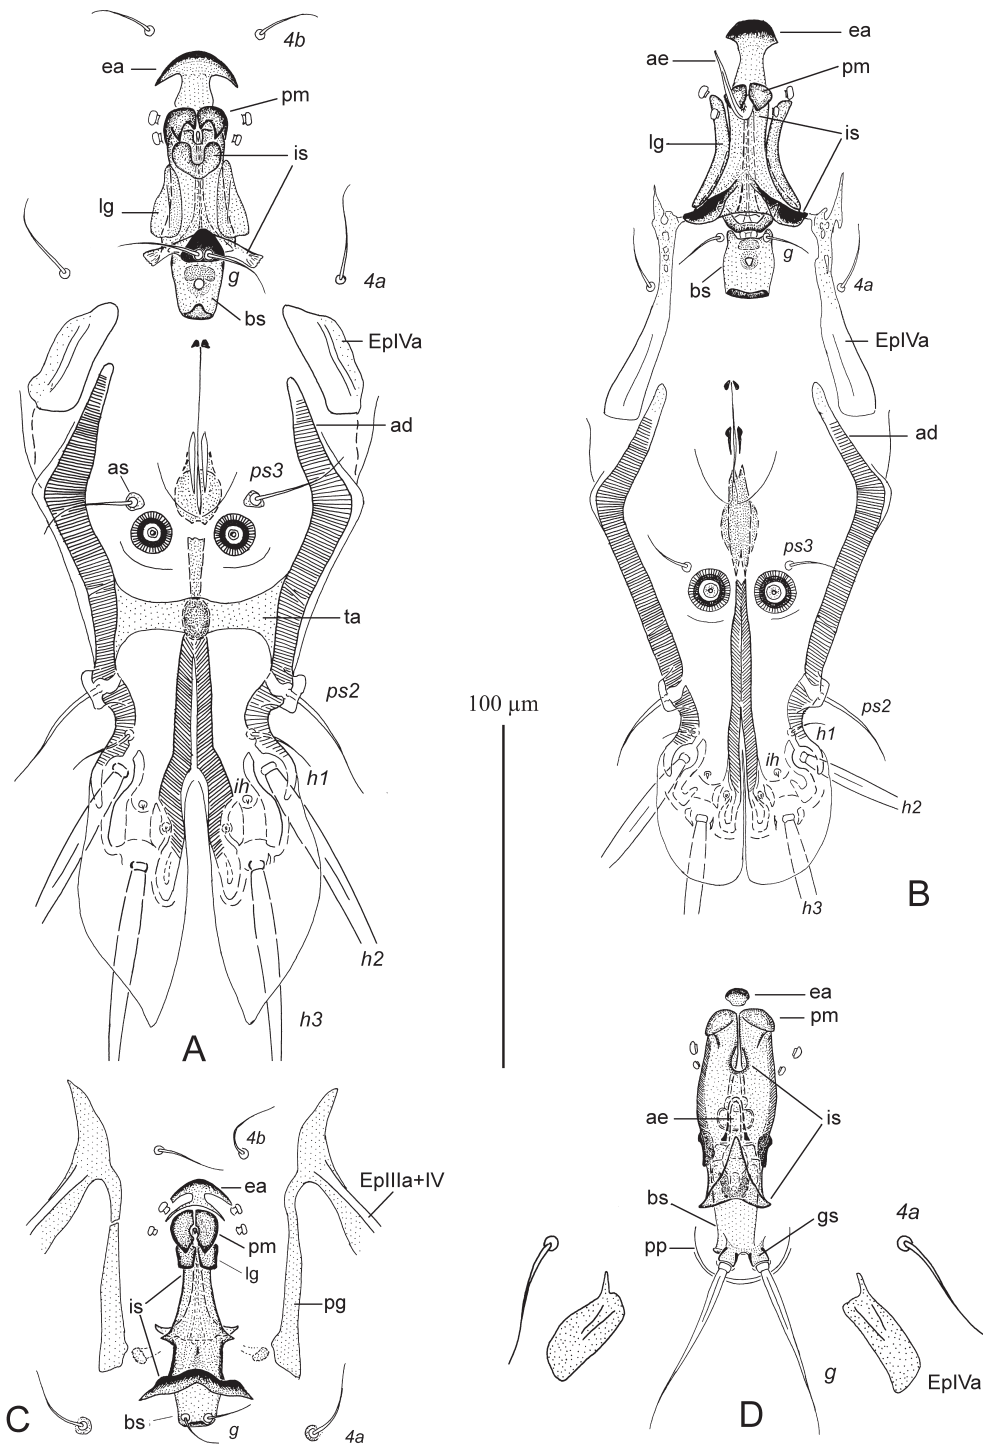 4b
ea
pm
is
lg
4a
g
bs
EpIVa
ad
as
ps3
ta
ps2
h1
ih
h2
h3
A
ea
ae
pm
lg
is
g
bs
4a
EpIVa
ad
ps3
ps2
h1
ih
h2
h3
B
100 µm
4b
ea
EpIIIa+IV
pm
lg
is
pg
bs
g
4a
C
ea
pm
ae
is
bs
gs
4a
pp
g
EpIVa
D